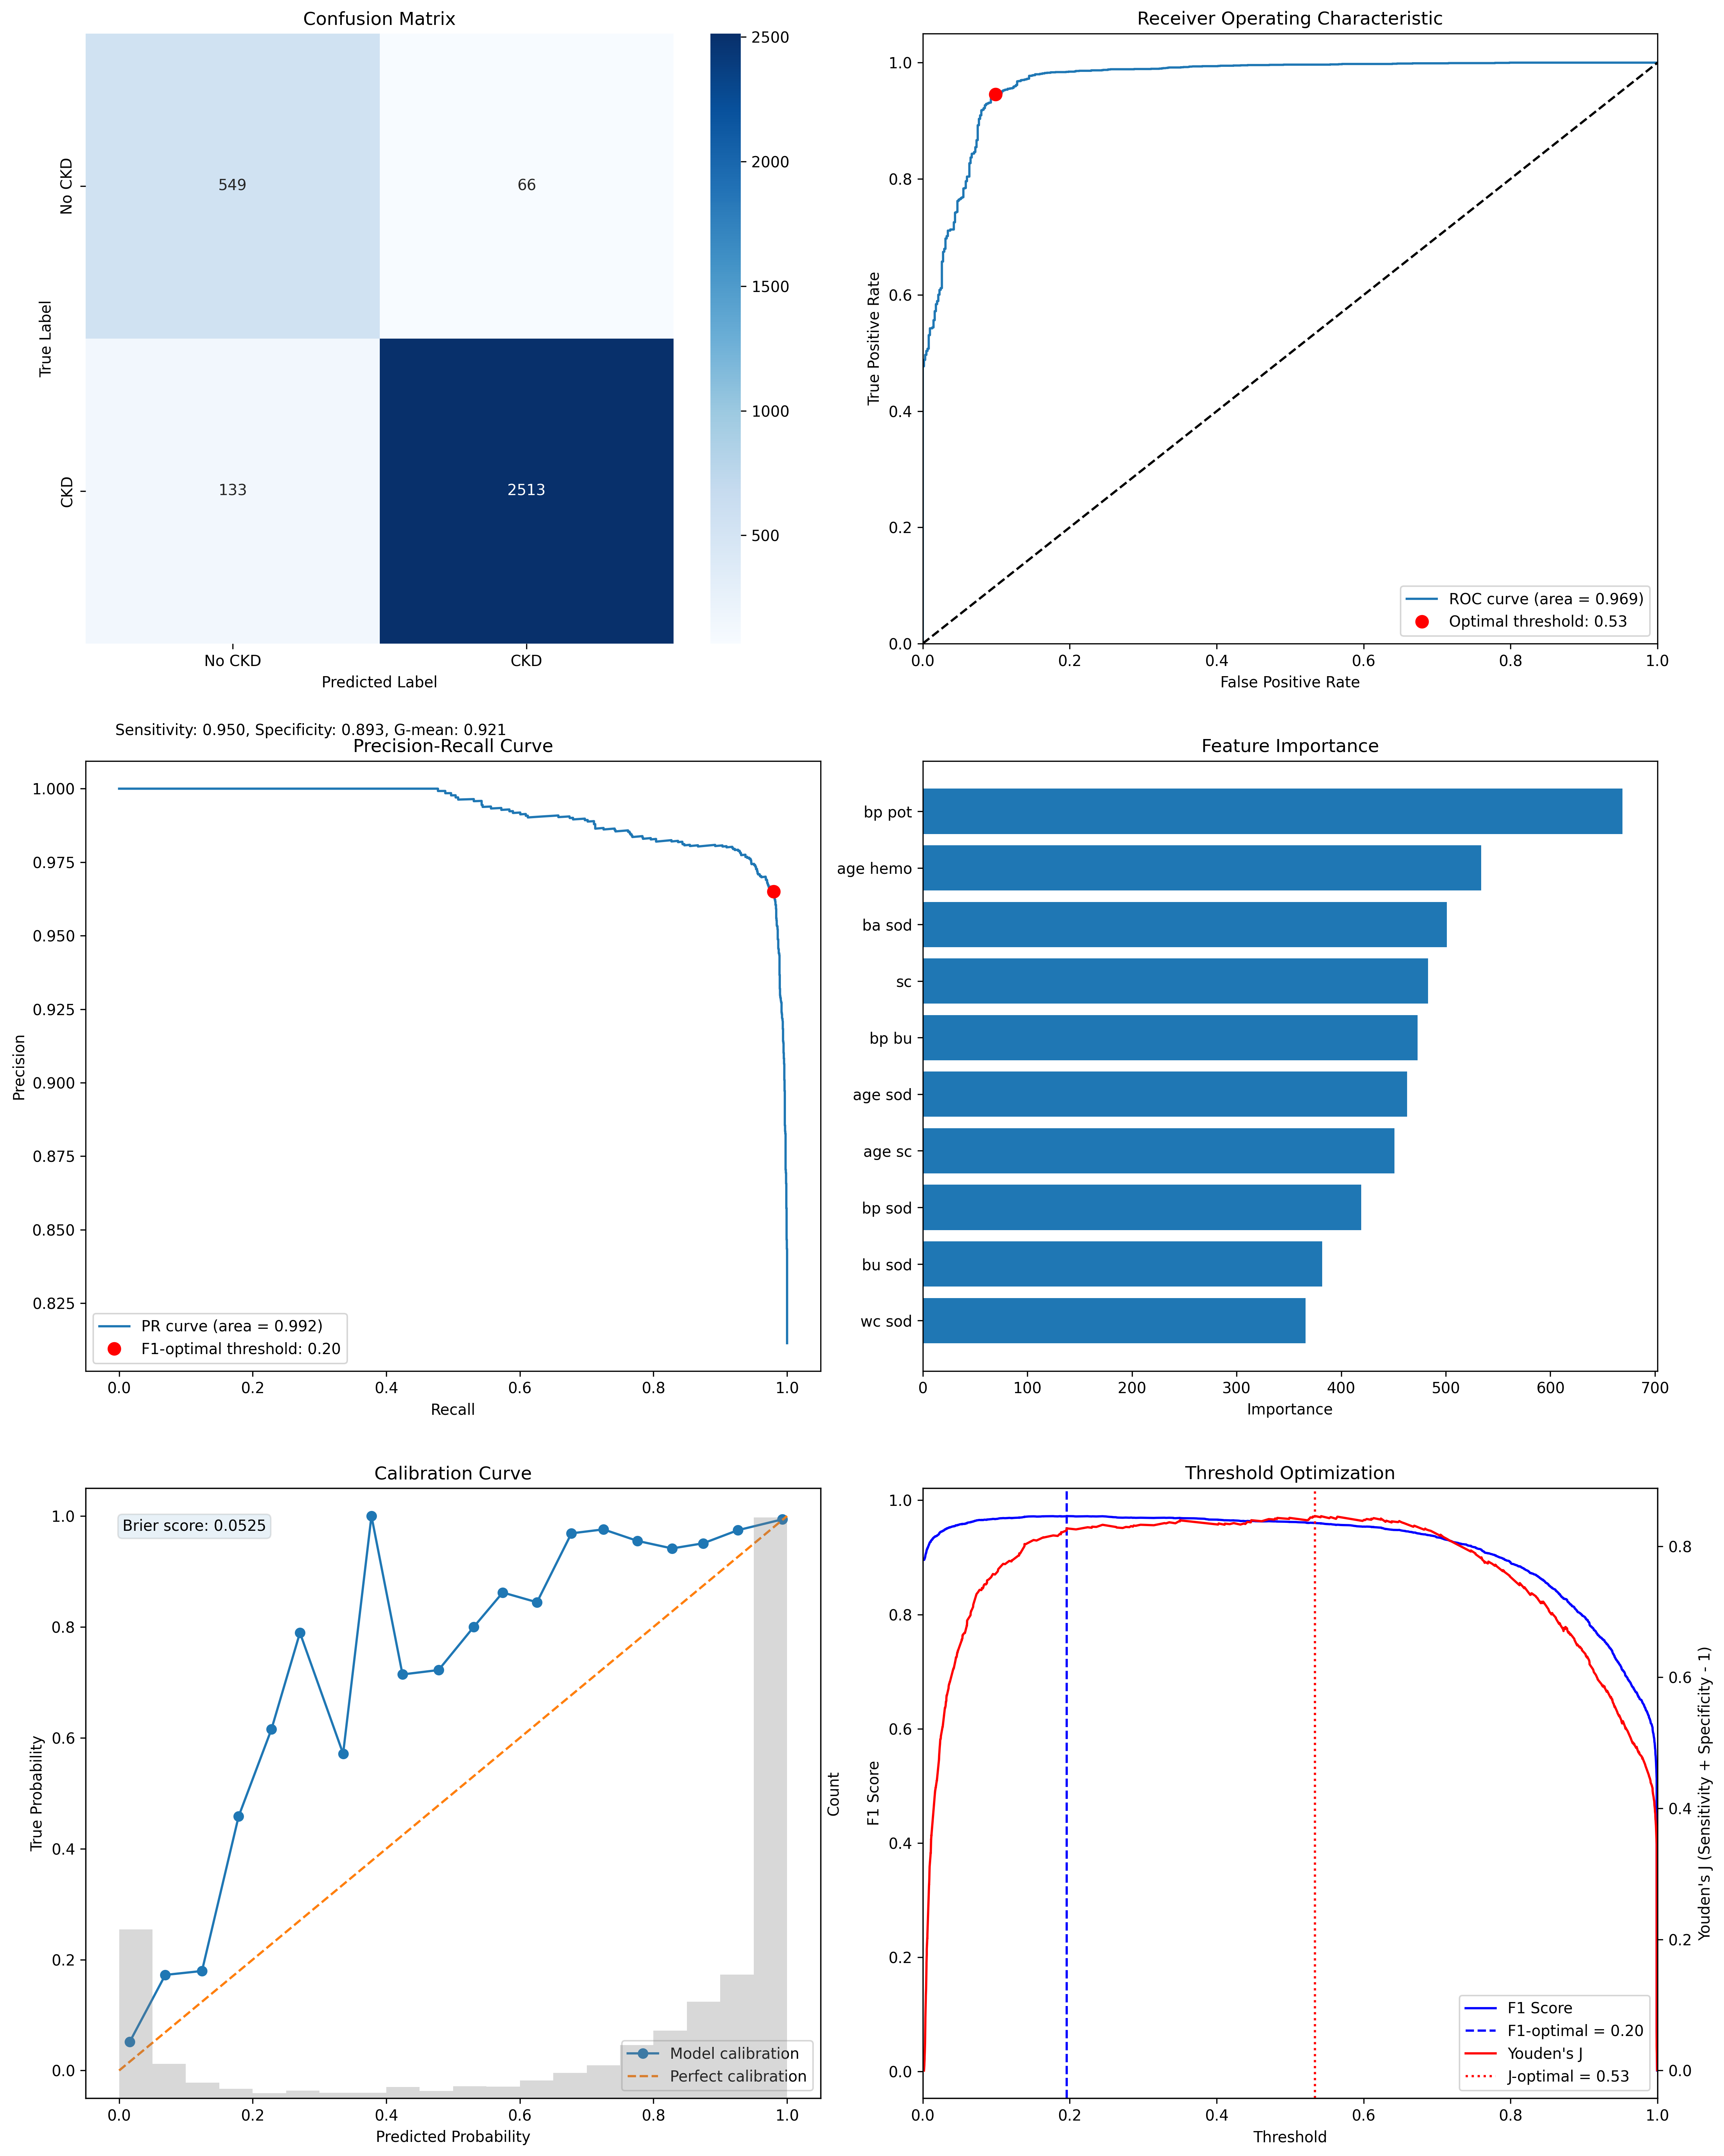 Confusion Matrix
No CKD
CKD
True Label
549
66
133
2513
No CKD
CKD
Predicted Label
2500
2000
1500
1000
500
Sensitivity: 0.950, Specificity: 0.893, G-mean: 0.921
Receiver Operating Characteristic
True Positive Rate
1.0
0.8
0.6
0.4
0.2
0.0
0.0
0.2
0.4
0.6
0.8
1.0
False Positive Rate
ROC curve (area = 0.969)
Optimal threshold: 0.53
Precision-Recall Curve
Precision
1.000
0.975
0.950
0.925
0.900
0.875
0.850
0.825
PR curve (area = 0.992)
F1-optimal threshold: 0.20
0.0
0.2
0.4
0.6
0.8
1.0
Recall
Feature Importance
bp pot
age hemo
ba sod
sc
bp bu
age sod
age sc
bp sod
bu sod
wc sod
0
100
200
300
400
500
600
700
Importance
Calibration Curve
Brier score: 0.0525
True Probability
1.0
0.8
0.6
0.4
0.2
0.0
Count
Model calibration
Perfect calibration
0.0
0.2
0.4
0.6
0.8
1.0
Predicted Probability
Threshold Optimization
F1 Score
1.0
0.8
0.6
0.4
0.2
0.0
0.8
0.6
0.4
0.2
0.0
Youden's J (Sensitivity + Specificity - 1)
F1 Score
F1-optimal = 0.20
Youden's J
J-optimal = 0.53
0.0
0.2
0.4
0.6
0.8
1.0
Threshold